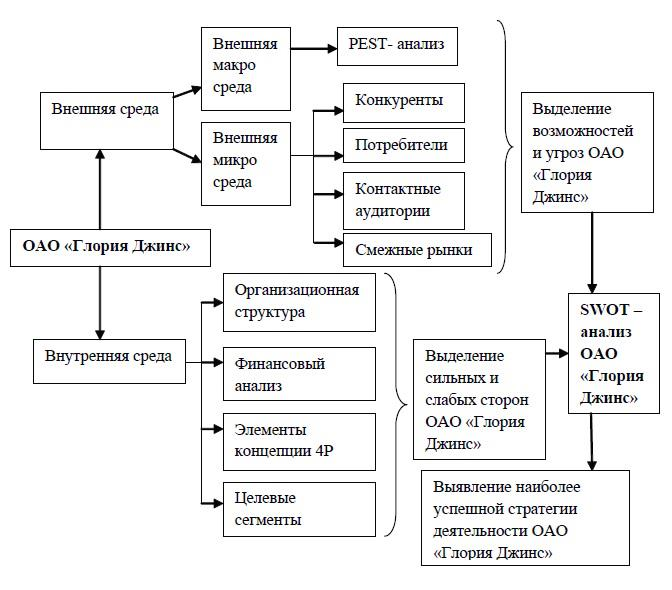 Внешняя
макро
среда
PEST- анализ
Внешняя среда
Внешняя
микро
среда
Конкуренты
Потребители
Контактные
аудитории
Смежные рынки
Выделение
возможностей
и угроз ОАО
«Глория
Джинс»
ОАО «Глория Джинс»
Внутренняя среда
Организационная
структура
Финансовый
анализ
Элементы
концепции 4Р
Целевые
сегменты
Выделение
сильных и
слабых сторон
ОАО «Глория
Джинс»
SWOT –
анализ
ОАО
«Глория
Джинс»
Выявление наиболее
успешной стратегии
деятельности ОАО
«Глория Джинс»